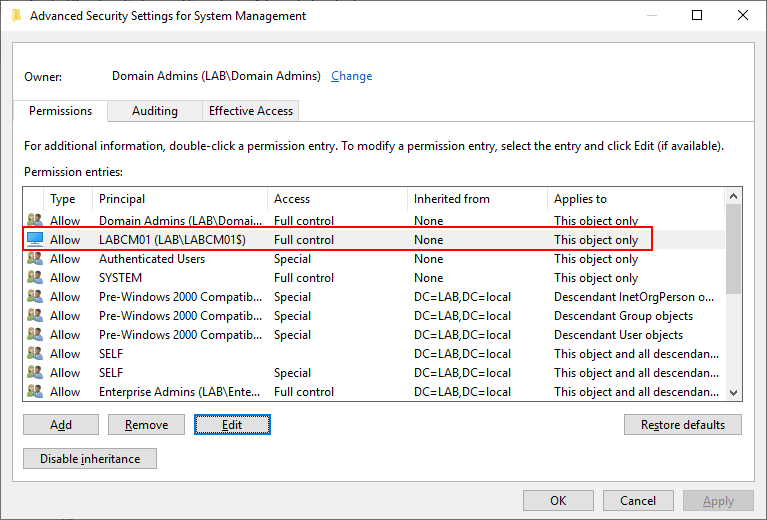 Advanced Security Settings for System Management
Owner: Domain Admins (LAB\Domain Admins) Change
Permissions Auditing Effective Access
For additional information, double-click a permission entry. To modify a permission entry, select the entry and click Edit (if available).
Permission entries:
Type Principal Access Inherited from Applies to
Allow Domain Admins (LAB\Domai... Full control None This object only
Allow LABCM01 (LAB\LABCM01$) Full control None This object only
Allow Authenticated Users Special None This object only
Allow SYSTEM Full control None This object only
Allow Pre-Windows 2000 Compatib... Special DC=LAB,DC=local Descendant InetOrgPerson o...
Allow Pre-Windows 2000 Compatib... Special DC=LAB,DC=local Descendant Group objects
Allow Pre-Windows 2000 Compatib... Special DC=LAB,DC=local Descendant User objects
Allow SELF DC=LAB,DC=local This object and all descendan...
Allow SELF Special DC=LAB,DC=local This object and all descendan...
Allow Enterprise Admins (LAB\Ente... Full control DC=LAB,DC=local This object and all descendan...
Add Remove Edit Restore defaults
Disable inheritance
OK Cancel Apply